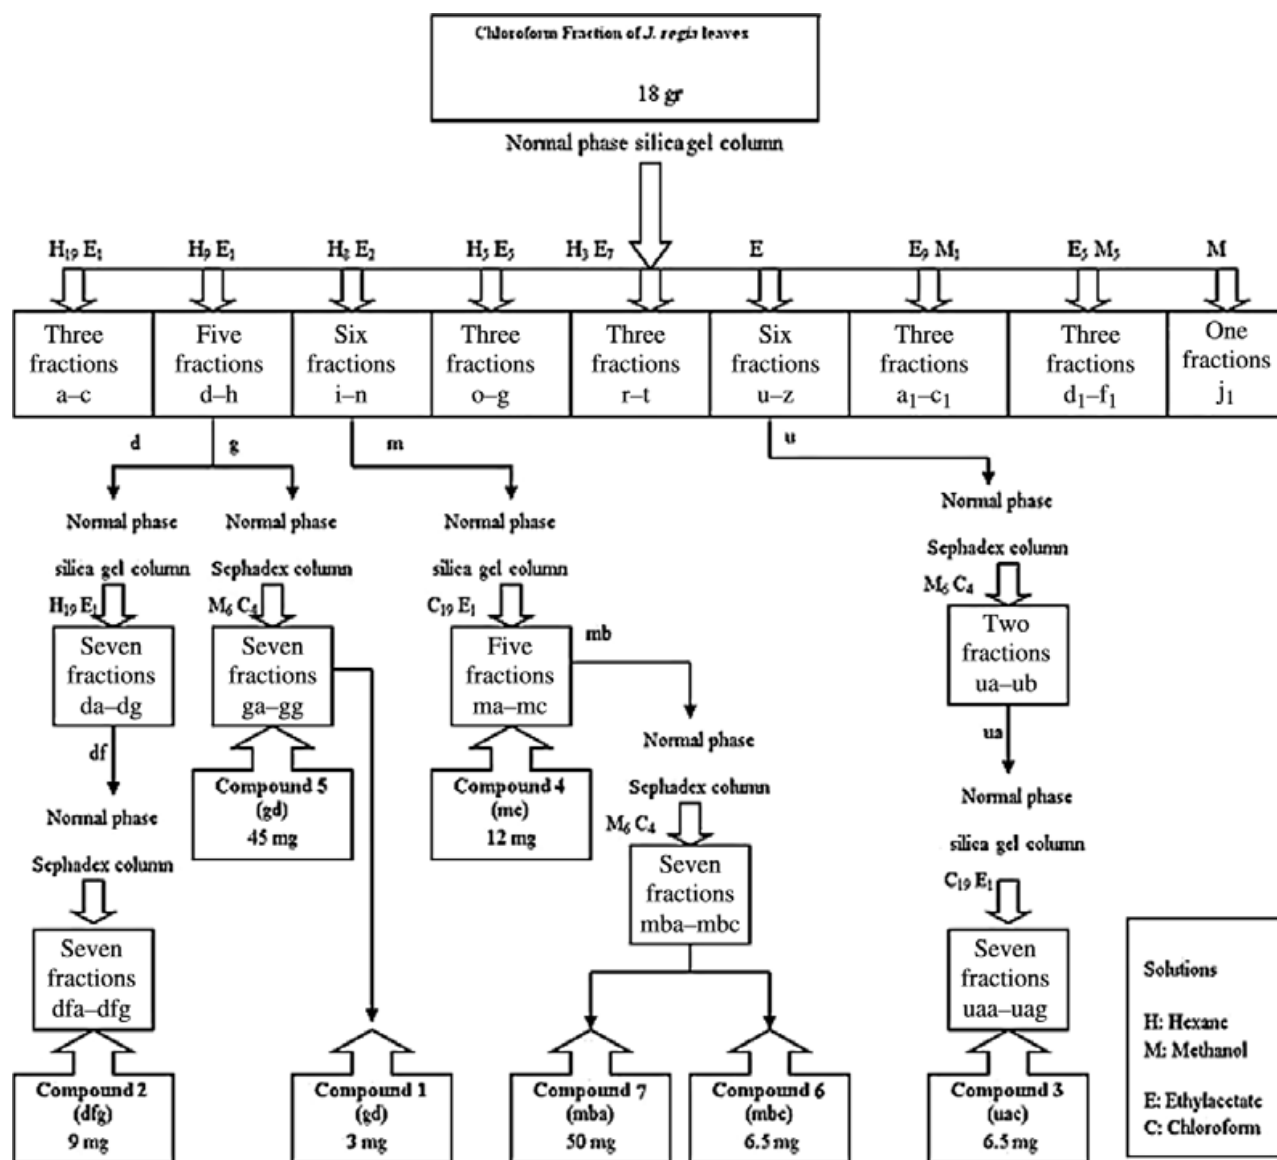 Chloroform Fraction of J. regia leaves
18 gr
Normal phase silica gel column
H19 E1 H9 E1 H8 E2 H5 E5 H3 E7 E E9 M1 E5 M5 M
Three fractions a–c
Five fractions d–h
Six fractions i–n
Three fractions o–g
Three fractions r–t
Six fractions u–z
Three fractions a1–c1
Three fractions d1–f1
One fractions j1
d g m u
Normal phase
silica gel column
H19 E1
Seven
fractions
da–dg
df
Normal phase
Sephadex column
Seven
fractions
dfa–dfg
Compound 2
(dfg)
9 mg
Normal phase
Sephadex column
M6 C4
Seven
fractions
ga–gg
Compound 5
(gd)
45 mg
Compound 1
(gd)
3 mg
Normal phase
silica gel column
C19 E1
Five
fractions
ma–mc
mb
Compound 4
(mc)
12 mg
Normal phase
Sephadex column
M6 C4
Seven
fractions
mba–mbc
Compound 7
(mba)
50 mg
Compound 6
(mbc)
6.5 mg
Normal phase
Sephadex column
M6 C4
Two
fractions
ua–ub
ua
Normal phase
silica gel column
C19 E1
Seven
fractions
uaa–uag
Compound 3
(uac)
6.5 mg
Solutions
H: Hexane
M: Methanol
E: Ethylacetate
C: Chloroform